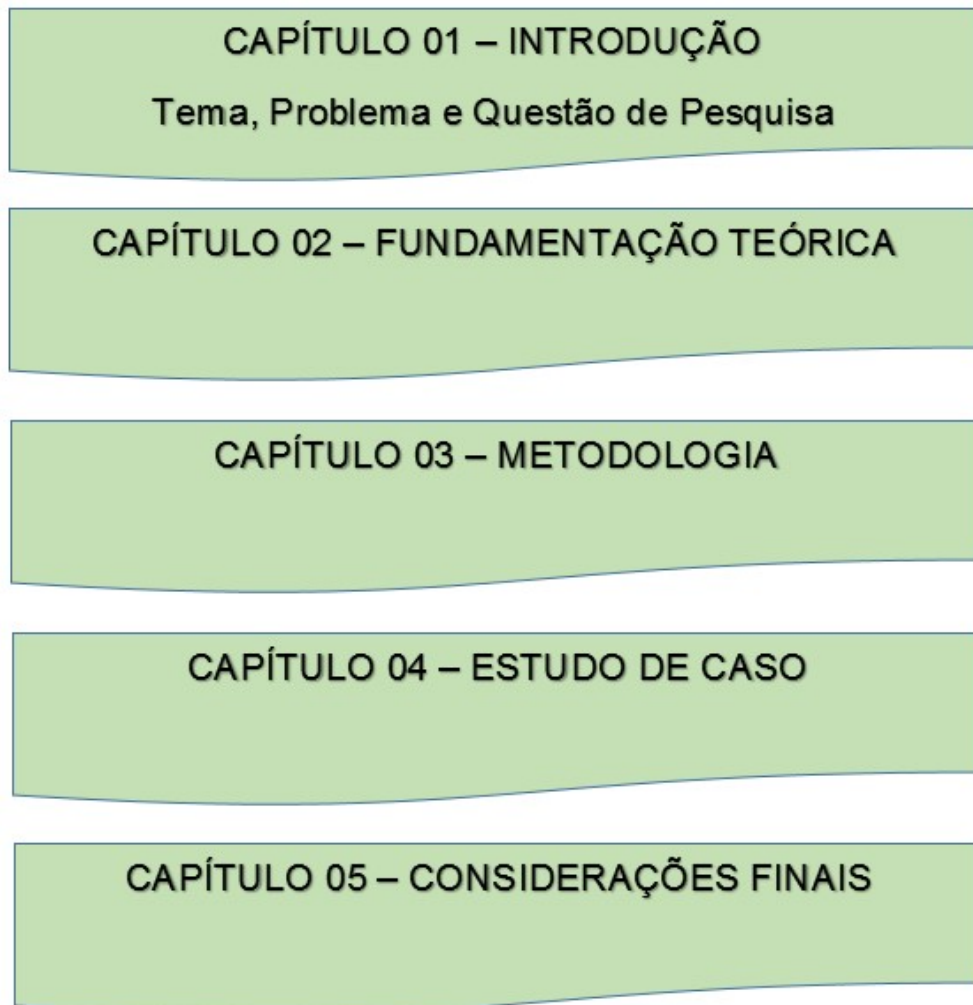 CAPÍTULO 01 – INTRODUÇÃO
Tema, Problema e Questão de Pesquisa
CAPÍTULO 02 – FUNDAMENTAÇÃO TEÓRICA
CAPÍTULO 03 – METODOLOGIA
CAPÍTULO 04 – ESTUDO DE CASO
CAPÍTULO 05 – CONSIDERAÇÕES FINAIS